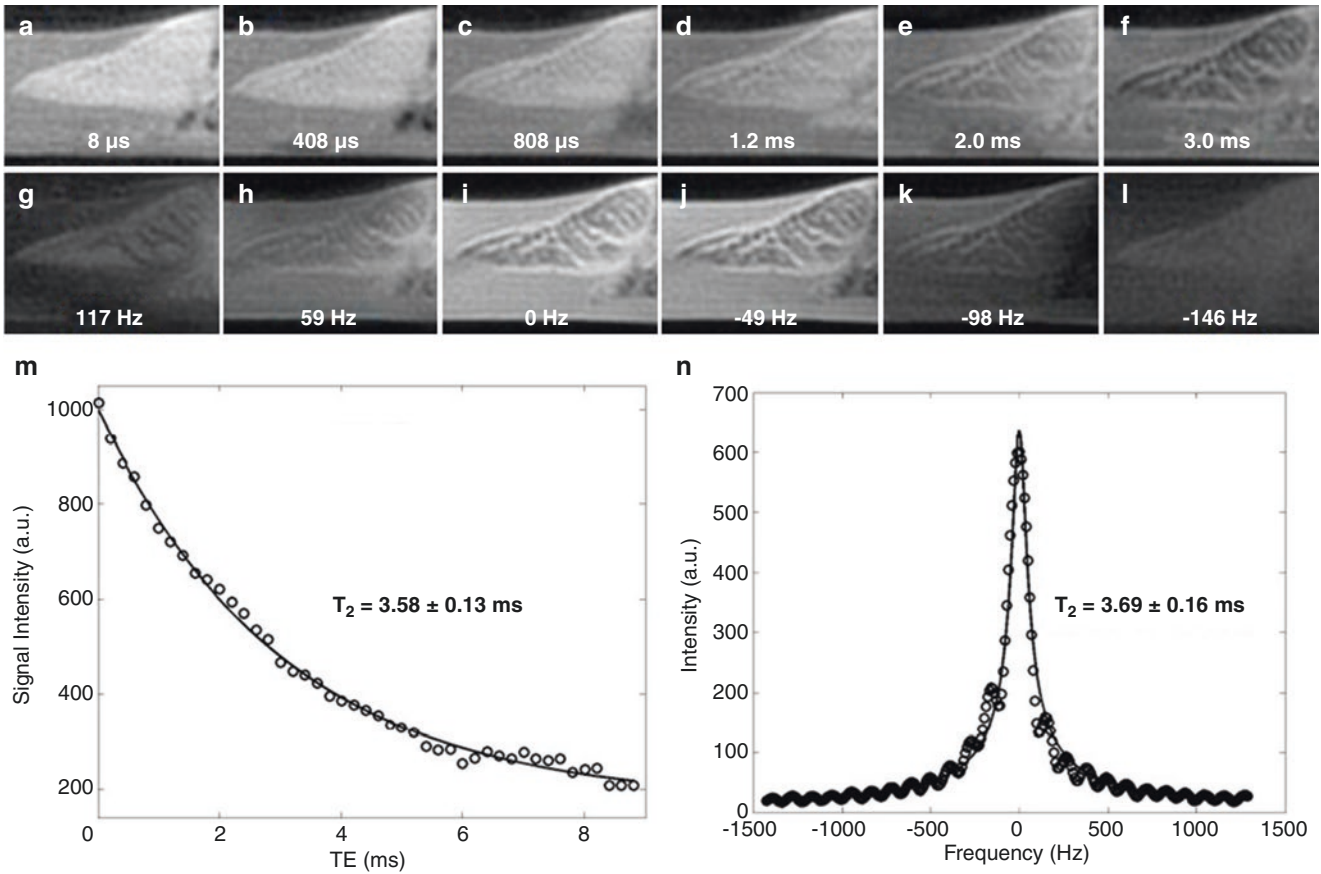 a b c d e f
8 µs 408 µs 808 µs 1.2 ms 2.0 ms 3.0 ms
g h i j k l
117 Hz 59 Hz 0 Hz -49 Hz -98 Hz -146 Hz
m
1000
800
600
400
200
0 2 4 6 8
TE (ms)
Signal Intensity (a.u.)
T₂ = 3.58 ± 0.13 ms
n
700
600
500
400
300
200
100
0
-1500 -1000 -500 0 500 1000 1500
Frequency (Hz)
Intensity (a.u.)
T₂ = 3.69 ± 0.16 ms